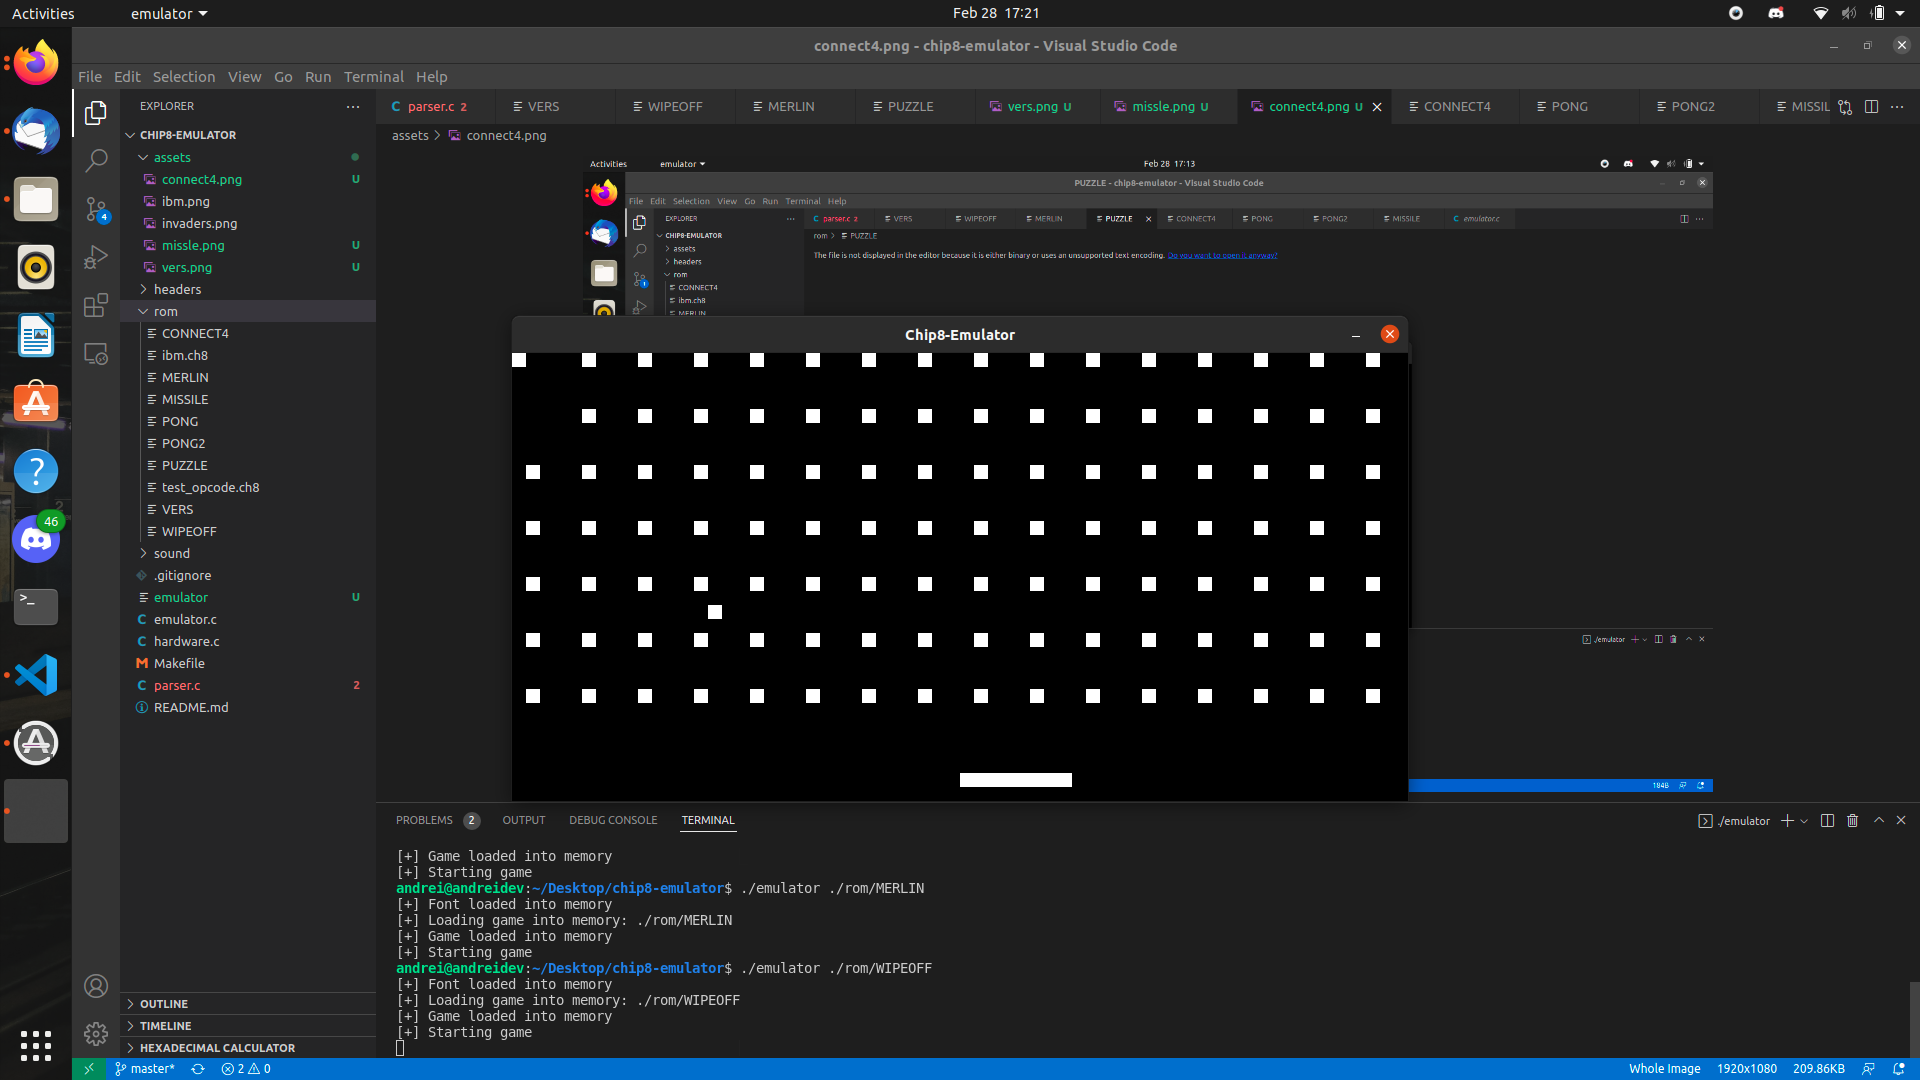 Activities
emulator
Feb 28 17:21
connect4.png - chip8-emulator - Visual Studio Code
File Edit Selection View Go Run Terminal Help
EXPLORER
parser.c 2
VERS
WIPEOFF
MERLIN
PUZZLE
vers.png U
missle.png U
connect4.png U
CONNECT4
PONG
PONG2
MISSIL
assets > connect4.png
CHIP8-EMULATOR
assets
connect4.png U
ibm.png
invaders.png
missle.png U
vers.png U
headers
rom
CONNECT4
ibm.ch8
MERLIN
MISSILE
PONG
PONG2
PUZZLE
test_opcode.ch8
VERS
WIPEOFF
sound
.gitignore
emulator U
emulator.c
hardware.c
Makefile
parser.c 2
README.md
OUTLINE
TIMELINE
HEXADECIMAL CALCULATOR
4
46
Activities
emulator
Feb 28 17:13
PUZZLE - chip8-emulator - Visual Studio Code
File Edit Selection View Go Run Terminal Help
EXPLORER
parser.c 2
VERS
WIPEOFF
MERLIN
PUZZLE
CONNECT4
PONG
PONG2
MISSILE
emulator.c
rom > PUZZLE
CHIP8-EMULATOR
assets
headers
rom
CONNECT4
ibm.ch8
MERLIN
The file is not displayed in the editor because it is either binary or uses an unsupported text encoding. Do you want to open it anyway?
./emulator
184B
Chip8-Emulator
PROBLEMS 2
OUTPUT
DEBUG CONSOLE
TERMINAL
./emulator
[+] Game loaded into memory
[+] Starting game
andrei@andreidev:~/Desktop/chip8-emulator$ ./emulator ./rom/MERLIN
[+] Font loaded into memory
[+] Loading game into memory: ./rom/MERLIN
[+] Game loaded into memory
[+] Starting game
andrei@andreidev:~/Desktop/chip8-emulator$ ./emulator ./rom/WIPEOFF
[+] Font loaded into memory
[+] Loading game into memory: ./rom/WIPEOFF
[+] Game loaded into memory
[+] Starting game
master*
2
0
Whole Image
1920x1080
209.86KB